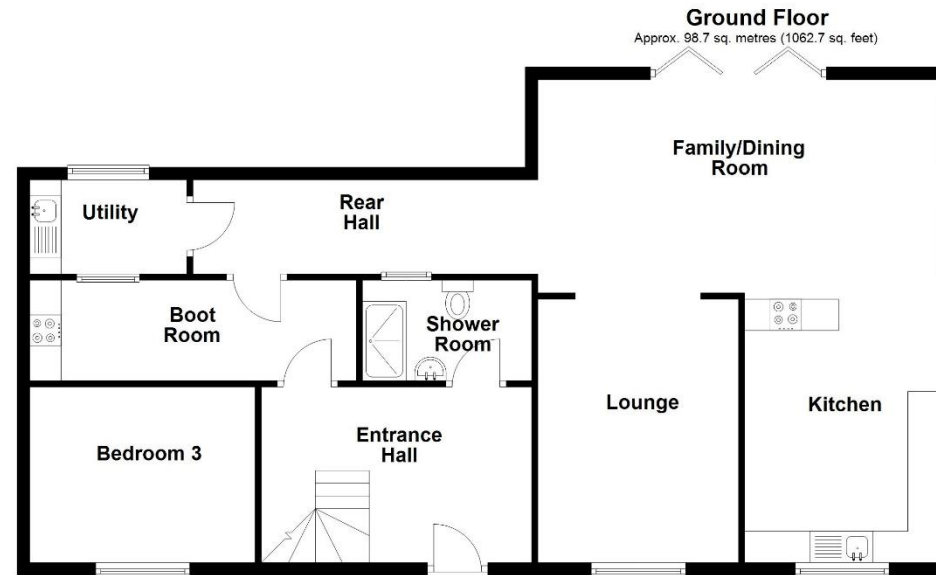 Ground Floor
Approx. 98.7 sq. metres (1062.7 sq. feet)
Family/Dining
Room
Utility
Rear
Hall
Boot
Room
Shower
Room
Lounge
Kitchen
Bedroom 3
Entrance
Hall